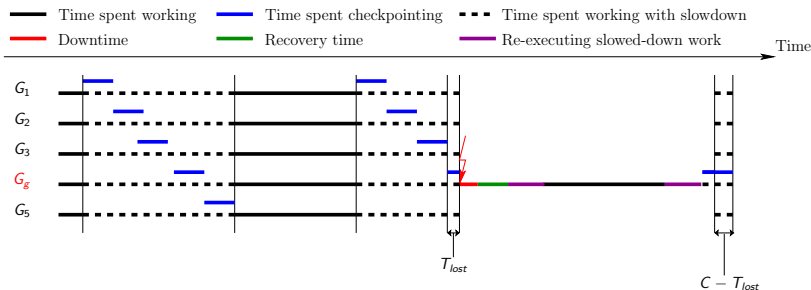 Time spent working
Time spent checkpointing
Time spent working with slowdown
Downtime
Recovery time
Re-executing slowed-down work
Time
G1
G2
G3
Gg
G5
Tlost
C − Tlost